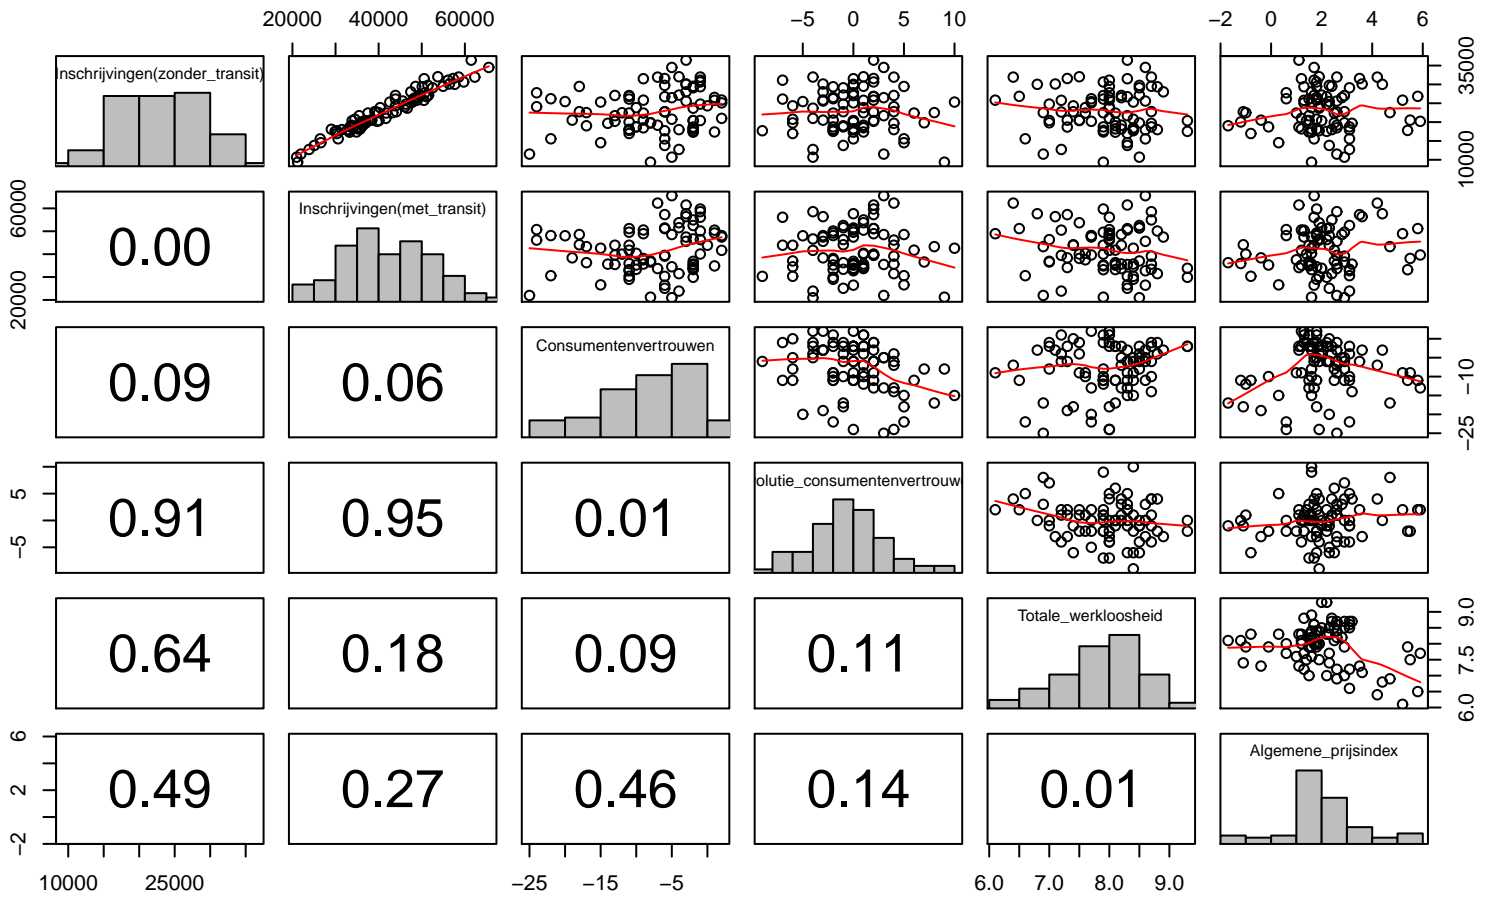 20000 40000 60000
−5 0 5 10
−2 0 2 4 6
Inschrijvingen(zonder_transit)
10000 35000
20000 60000
0.00
Inschrijvingen(met_transit)
0.09
0.06
Consumentenvertrouwen
−25 −10
−5 5
0.91
0.95
0.01
olutie_consumentenvertrouw
0.64
0.18
0.09
0.11
Totale_werkloosheid
6.0 7.5 9.0
−2 2 6
0.49
0.27
0.46
0.14
0.01
Algemene_prijsindex
10000 25000
−25 −15 −5
6.0 7.0 8.0 9.0